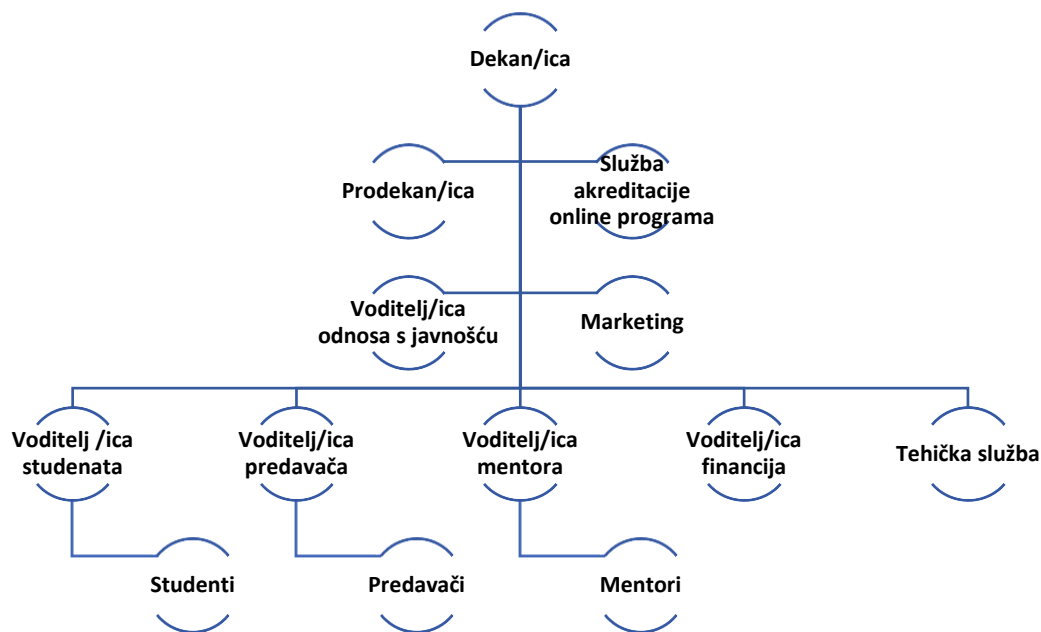 Dekan/ica
Prodekan/ica
Služba
akreditacije
online programa
Voditelj/ica
odnosa s javnošću
Marketing
Voditelj /ica
studenata
Voditelj/ica
predavača
Voditelj/ica
mentora
Voditelj/ica
financija
Tehička služba
Studenti
Predavači
Mentori